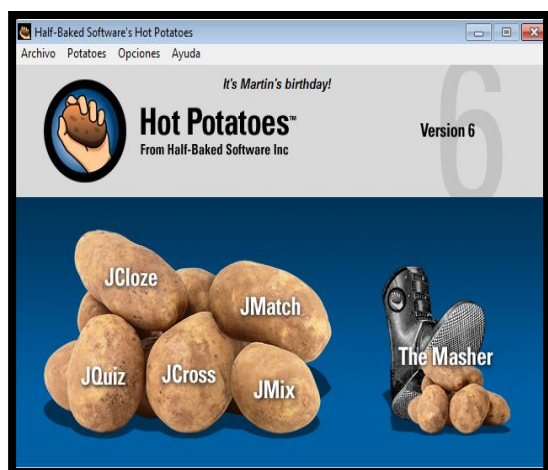 Half-Baked Software's Hot Potatoes
Archivo Potatoes Opciones Ayuda
It's Martin's birthday!
Hot Potatoes™
From Half-Baked Software Inc
6
Version 6
JCloze
JMatch
JQuiz
JCross
JMix
The Masher